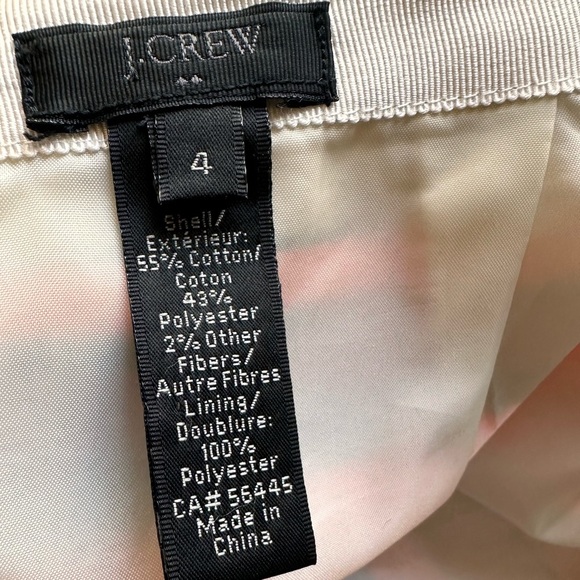 J.CREW
4
Shell/
Extérieur:
55% Cotton/
Coton
43%
Polyester
2% Other
Fibers/
Autre Fibres
Lining/
Doublure:
100%
Polyester
CA# 56445
Made in
China